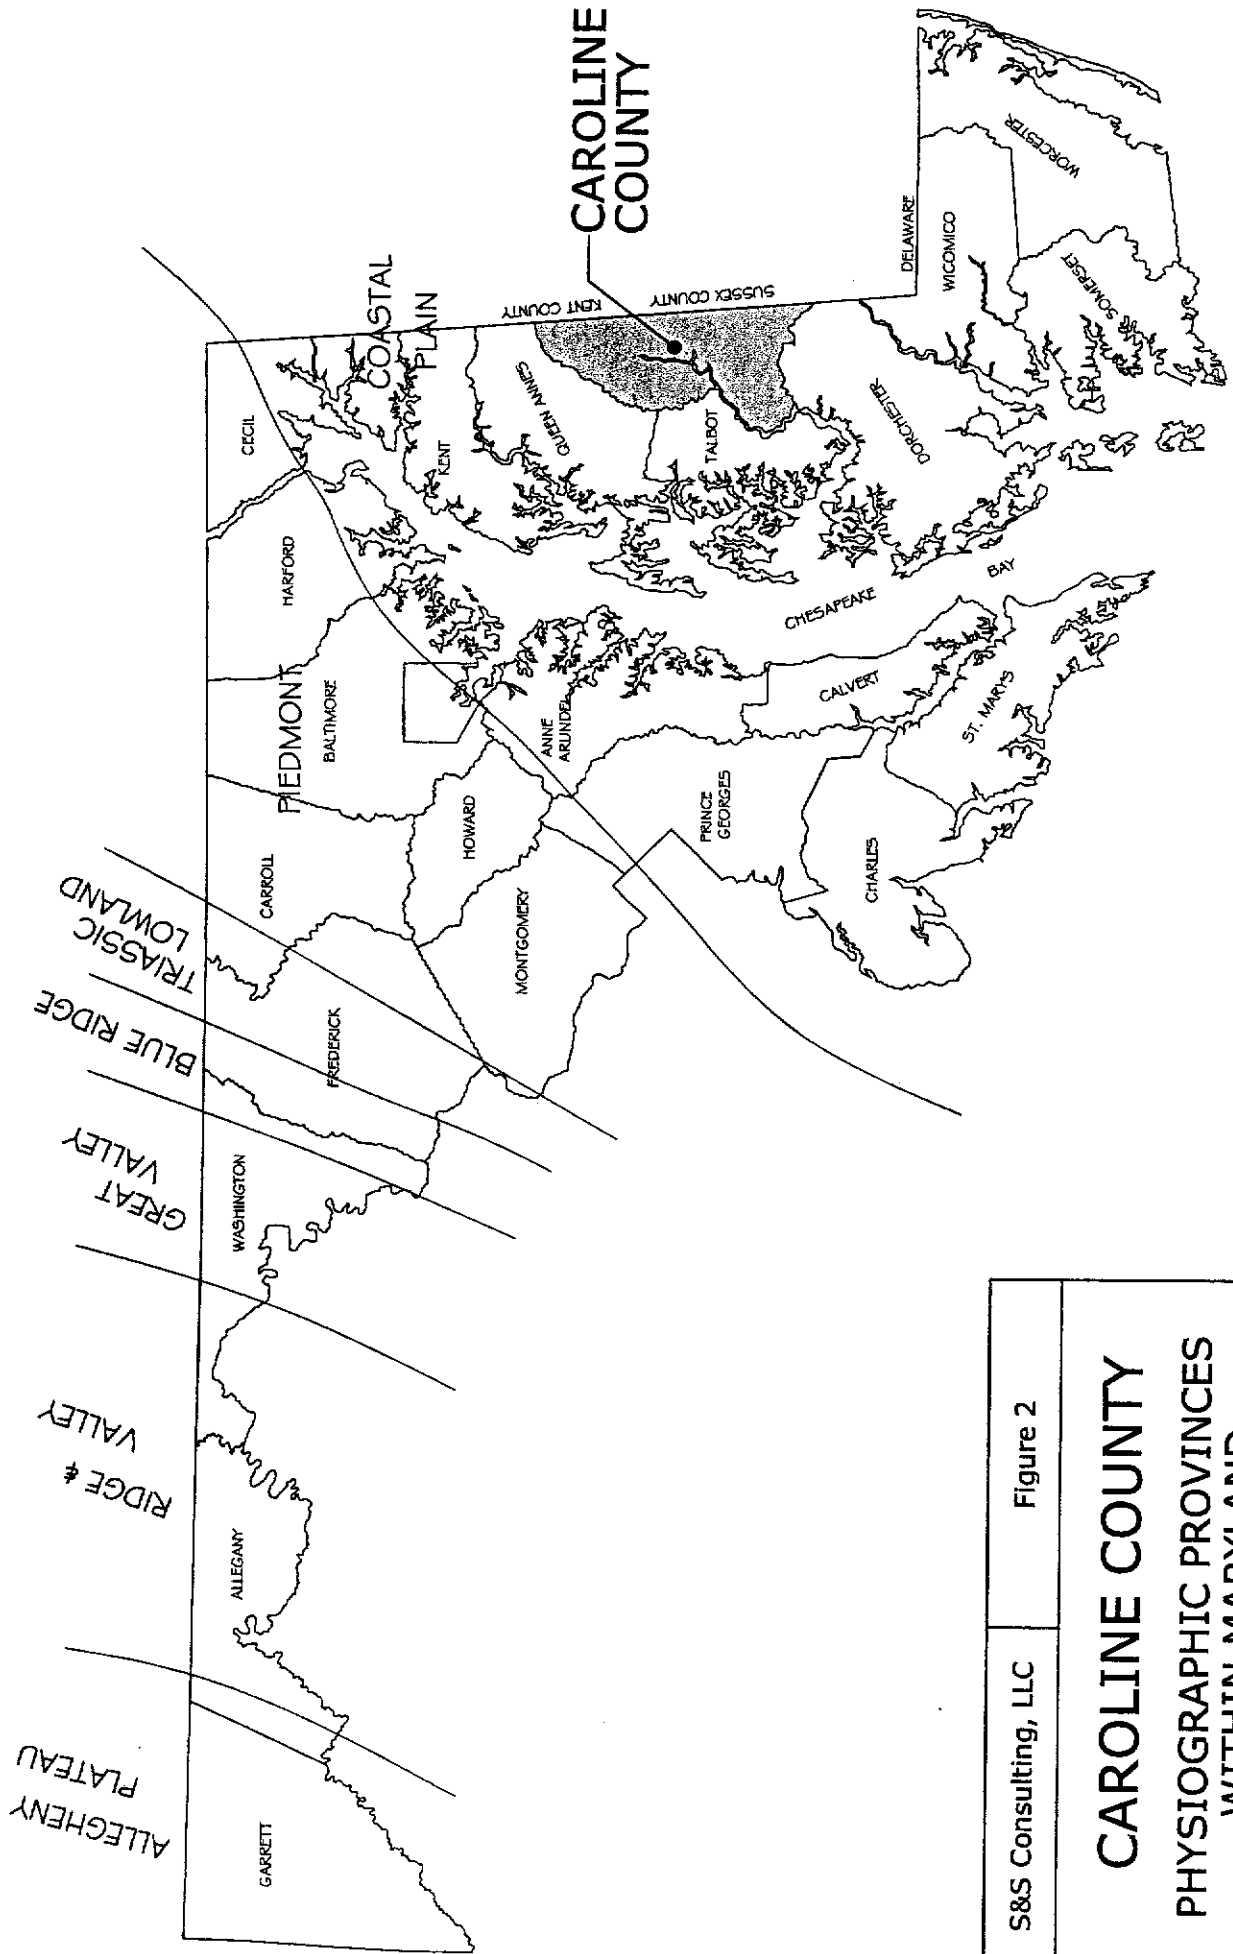 ALLEGHENY
PLATEAU
RIDGE &
VALLEY
GREAT
VALLEY
BLUE RIDGE
TRIASSIC
LOWLAND
PIEDMONT
COASTAL
PLAIN
GARRETT
ALLEGANY
WASHINGTON
FREDERICK
CARROLL
BALTIMORE
HARFORD
CECIL
MONTGOMERY
HOWARD
ANNE
ARUNDEL
KENT
QUEEN ANNES
KENT COUNTY
SUSSEX COUNTY
CAROLINE
COUNTY
PRINCE
GEORGES
CALVERT
CHARLES
ST. MARYS
CHESAPEAKE
BAY
TALBOT
DORCHESTER
DELAWARE
WICOMICO
SOMERSET
WORCESTER
S&S Consulting, LLC
Figure 2
CAROLINE COUNTY
PHYSIOGRAPHIC PROVINCES
WITHIN MARYLAND